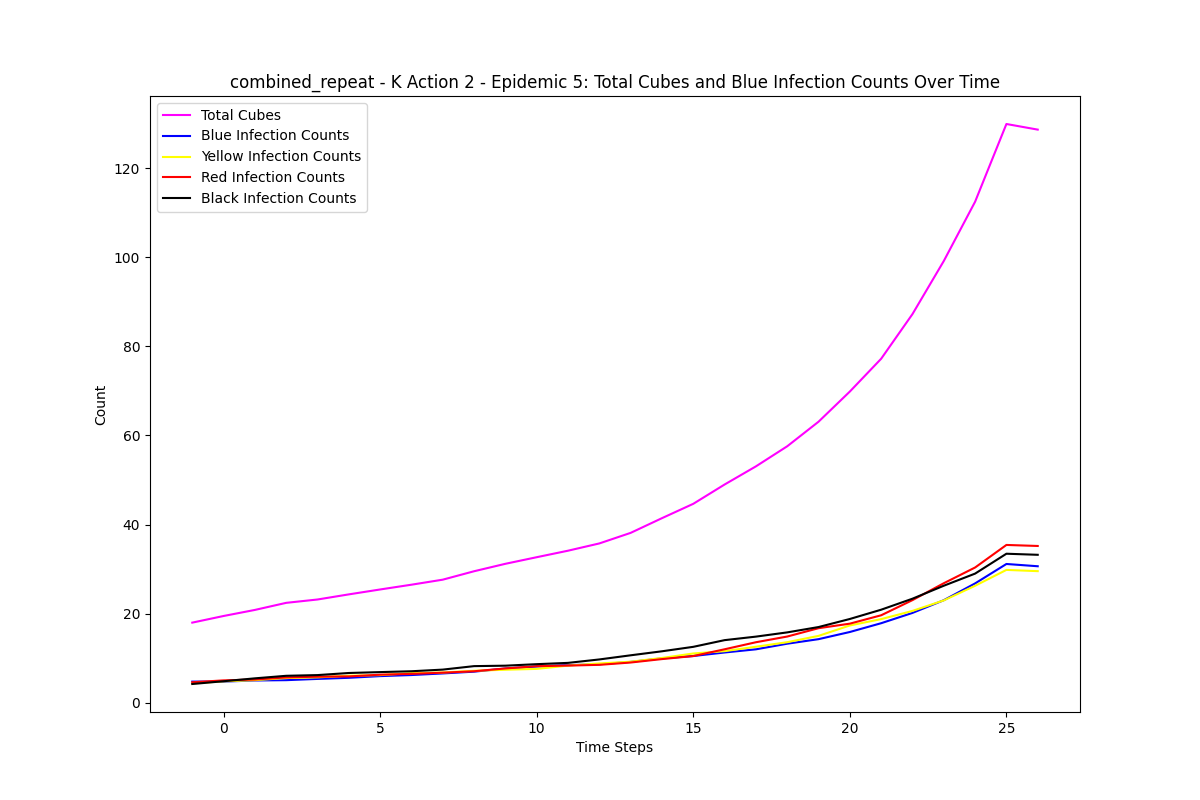 combined_repeat - K Action 2 - Epidemic 5: Total Cubes and Blue Infection Counts Over Time
Total Cubes
Blue Infection Counts
Yellow Infection Counts
Red Infection Counts
Black Infection Counts
120
100
80
60
40
20
0
Count
0 5 10 15 20 25
Time Steps